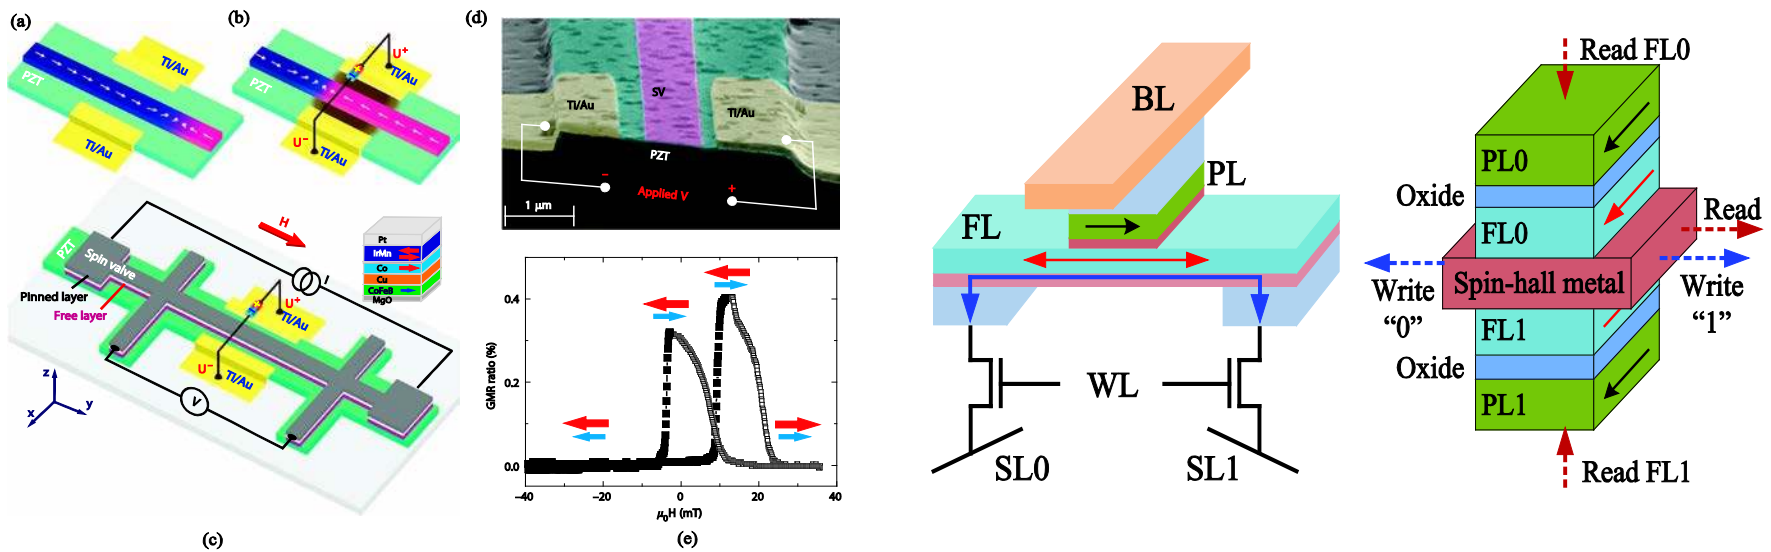 (a)
Ti/Au
PZT
Ti/Au
(b)
U+
Ti/Au
PZT
U−
Ti/Au
H
Pt
IrMn
Co
Cu
CoFeB
MgO
PZT
Spin valve
I
Pinned layer
Free layer
U+
Ti/Au
U−
Ti/Au
V
z
y
x
(c)
(d)
Ti/Au
SV
Ti/Au
PZT
−
Applied V
+
1 μm
GMR ratio (%)
0.4
0.2
0.0
−40
−20
0
20
40
μ0H (mT)
(e)
BL
PL
FL
WL
SL0
SL1
Read FL0
PL0
Oxide
FL0
Read
Spin-hall metal
Write
“0”
Write
“1”
FL1
Oxide
PL1
Read FL1